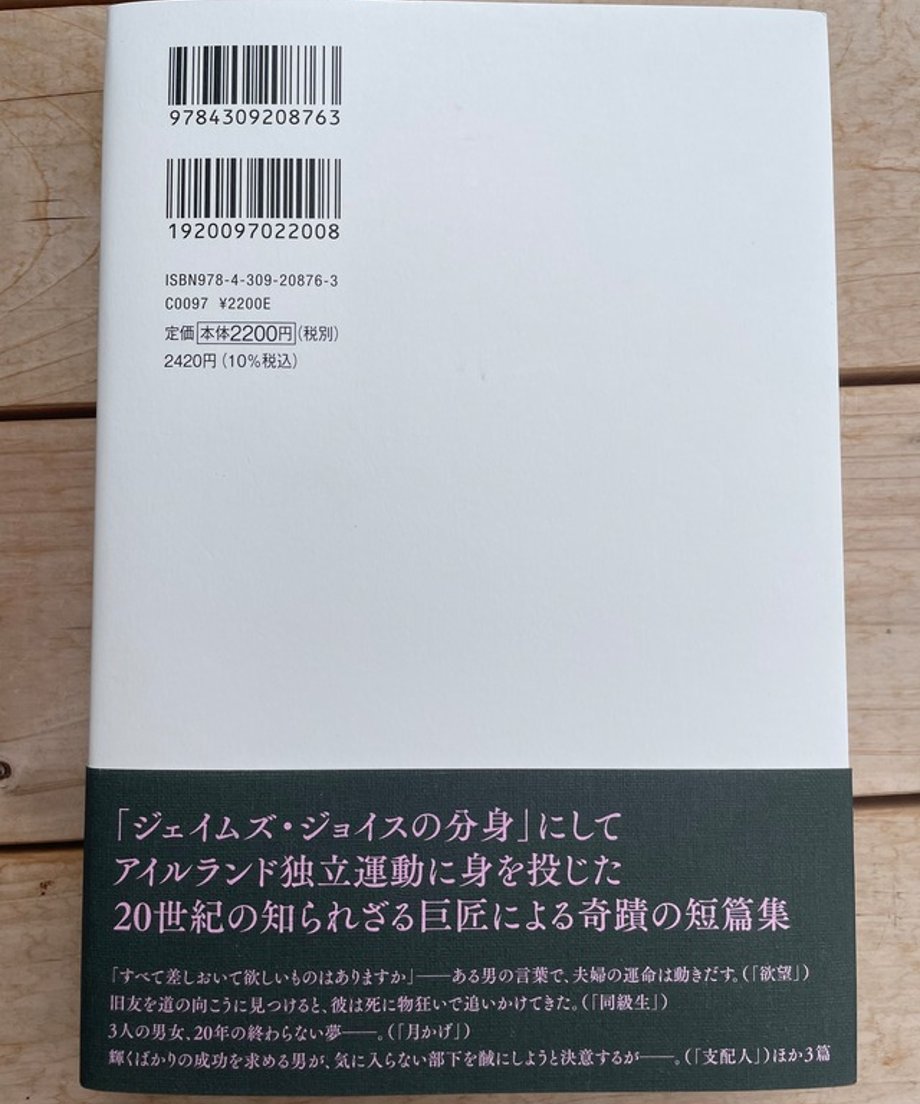 9784309208763
1920097022008
ISBN978-4-309-20876-3
C0097 ¥2200E
定価 本体2200円(税別)
2420円(10%税込)
「ジェイムズ・ジョイスの分身」にして
アイルランド独立運動に身を投じた
20世紀の知られざる巨匠による奇蹟の短篇集
「すべて差しおいて欲しいものはありますか」──ある男の言葉で、夫婦の運命は動きだす。(「欲望」)
旧友を道の向こうに見つけると、彼は死に物狂いで追いかけてきた。(「同級生」)
3人の男女、20年の終わらない夢──。(「月かげ」)
輝くばかりの成功を求める男が、気に入らない部下を馘にしようと決意するが──。(「支配人」)ほか3篇